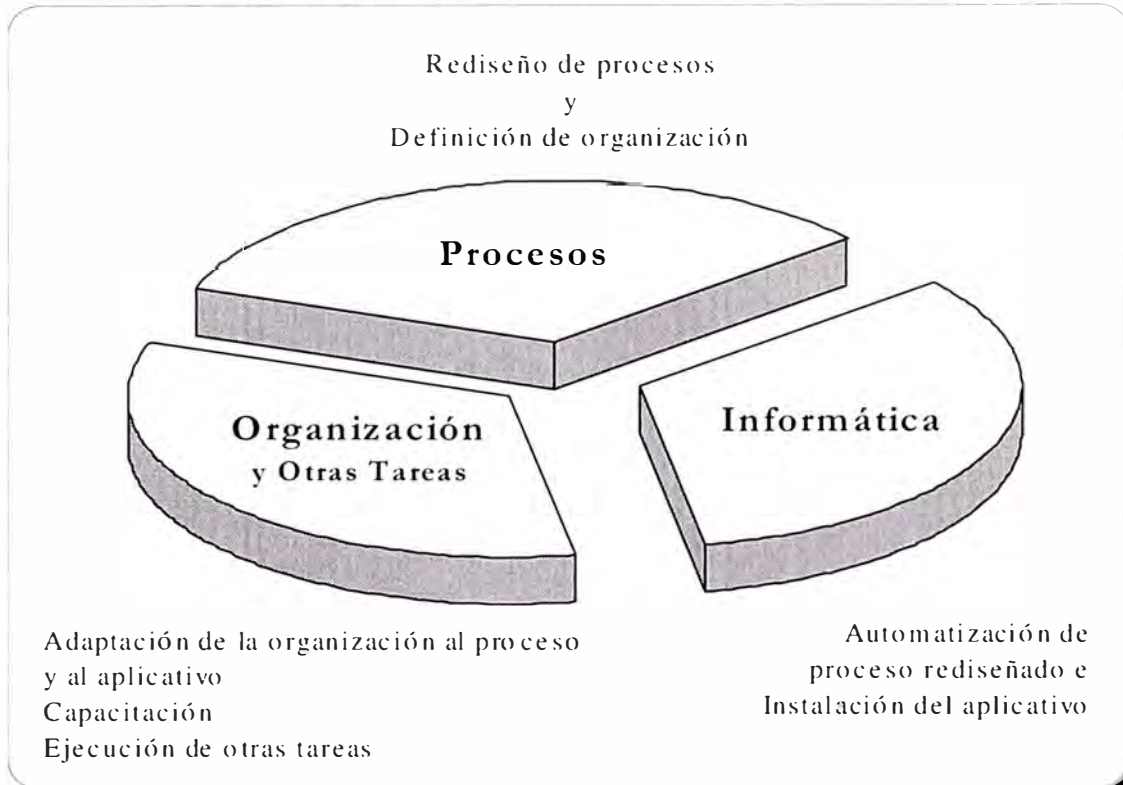 Rediseño de procesos
y
Definición de organización
Procesos
Organización
y Otras Tareas
Informática
Adaptación de la organización al proceso
y al aplicativo
Capacitación
Ejecución de otras tareas
Automatización de
proceso rediseñado e
Instalación del aplicativo